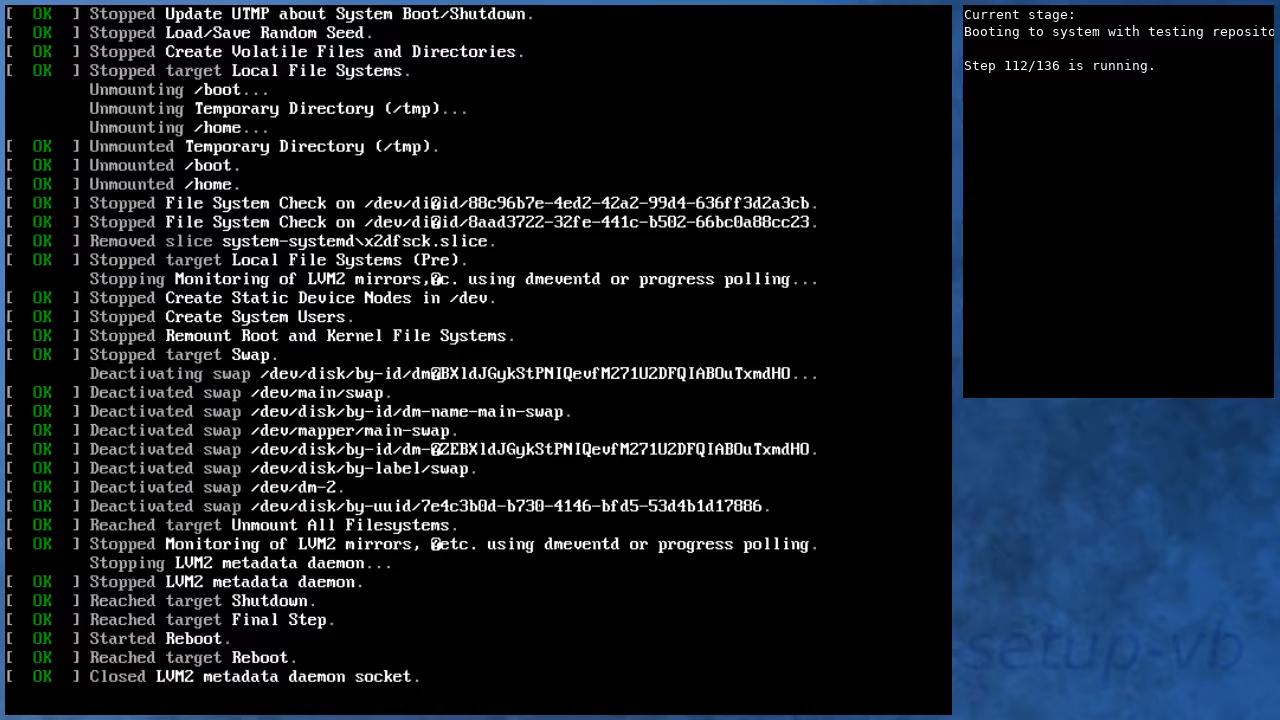 [  OK  ] Stopped Update UTMP about System Boot/Shutdown.
[  OK  ] Stopped Load/Save Random Seed.
[  OK  ] Stopped Create Volatile Files and Directories.
[  OK  ] Stopped target Local File Systems.
         Unmounting /boot...
         Unmounting Temporary Directory (/tmp)...
         Unmounting /home...
[  OK  ] Unmounted Temporary Directory (/tmp).
[  OK  ] Unmounted /boot.
[  OK  ] Unmounted /home.
[  OK  ] Stopped File System Check on /dev/di�id/88c96b7e-4ed2-42a2-99d4-636ff3d2a3cb.
[  OK  ] Stopped File System Check on /dev/di�id/8aad3722-32fe-441c-b502-66bc0a88cc23.
[  OK  ] Removed slice system-systemd\x2dfsck.slice.
[  OK  ] Stopped target Local File Systems (Pre).
         Stopping Monitoring of LVM2 mirrors,�c. using dmeventd or progress polling...
[  OK  ] Stopped Create Static Device Nodes in /dev.
[  OK  ] Stopped Create System Users.
[  OK  ] Stopped Remount Root and Kernel File Systems.
[  OK  ] Stopped target Swap.
         Deactivating swap /dev/disk/by-id/dm�BXldJGykStPNIQevfM271U2DFQIABOuTxmdHO...
[  OK  ] Deactivated swap /dev/main/swap.
[  OK  ] Deactivated swap /dev/disk/by-id/dm-name-main-swap.
[  OK  ] Deactivated swap /dev/mapper/main-swap.
[  OK  ] Deactivated swap /dev/disk/by-id/dm-�2EBXldJGykStPNIQevfM271U2DFQIABOuTxmdHO.
[  OK  ] Deactivated swap /dev/disk/by-label/swap.
[  OK  ] Deactivated swap /dev/dm-2.
[  OK  ] Deactivated swap /dev/disk/by-uuid/7e4c3b0d-b730-4146-bfd5-53d4b1d17886.
[  OK  ] Reached target Unmount All Filesystems.
[  OK  ] Stopped Monitoring of LVM2 mirrors, �etc. using dmeventd or progress polling.
         Stopping LVM2 metadata daemon...
[  OK  ] Stopped LVM2 metadata daemon.
[  OK  ] Reached target Shutdown.
[  OK  ] Reached target Final Step.
[  OK  ] Started Reboot.
[  OK  ] Reached target Reboot.
[  OK  ] Closed LVM2 metadata daemon socket.
Current stage:
Booting to system with testing reposito
Step 112/136 is running.
setup-vb